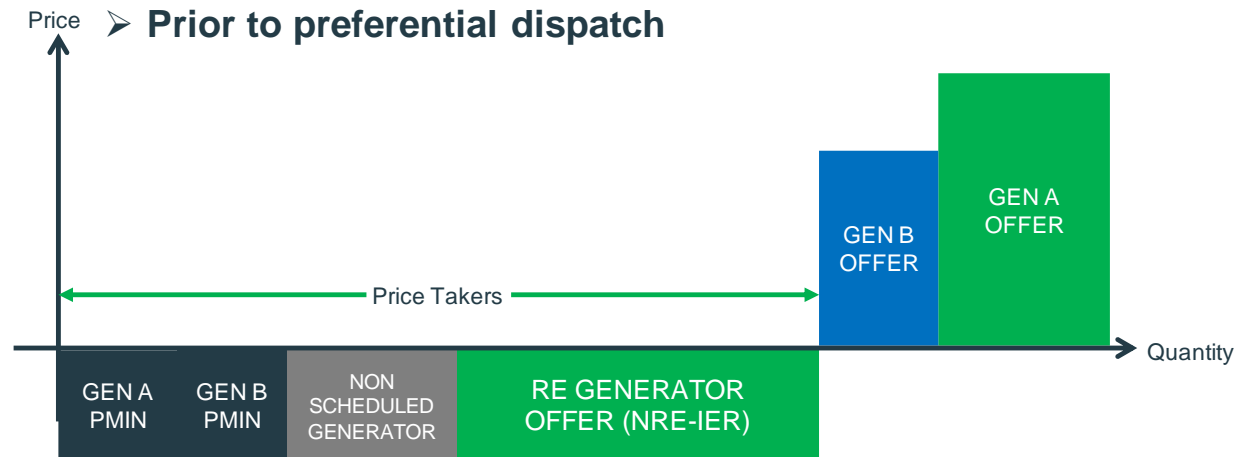 Price
➢ Prior to preferential dispatch
GEN A
OFFER
GEN B
OFFER
Price Takers
Quantity
GEN A
PMIN
GEN B
PMIN
NON
SCHEDULED
GENERATOR
RE GENERATOR
OFFER (NRE-IER)